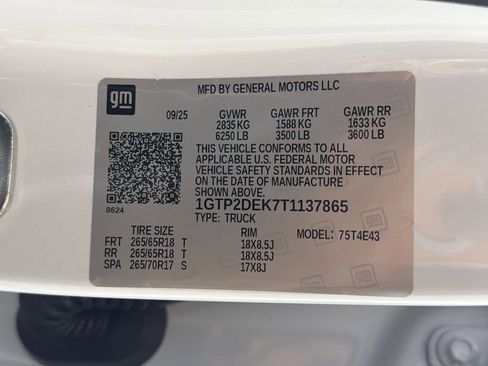 gm
MFD BY GENERAL MOTORS LLC
09/25 GVWR GAWR FRT GAWR RR
2835 KG 1588 KG 1633 KG
6250 LB 3500 LB 3600 LB
THIS VEHICLE CONFORMS TO ALL
APPLICABLE U.S. FEDERAL MOTOR
VEHICLE SAFETY STANDARDS IN EFFECT
ON THE DATE OF MANUFACTURE
SHOWN ABOVE.
8624
1GTP2DEK7T1137865
TYPE: TRUCK
TIRE SIZE RIM MODEL: 75T4E43
FRT 265/65R18 T 18X8.5J
RR 265/65R18 T 18X8.5J
SPA 265/70R17 S 17X8J